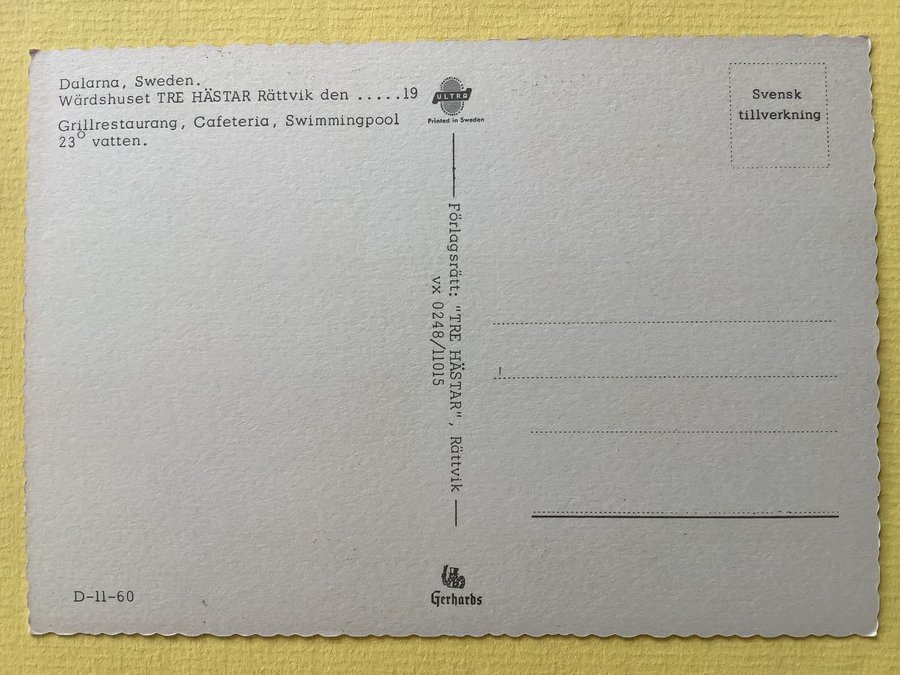 Dalarna, Sweden.
Wärdshuset TRE HÄSTAR Rättvik den .....19
Grillrestaurang, Cafeteria, Swimmingpool
23° vatten.
ULTRA
Printed in Sweden
Svensk
tillverkning
Förlagsrätt: "TRE HÄSTAR", Rättvik
vx 0248/11015
D-11-60
Gerhards